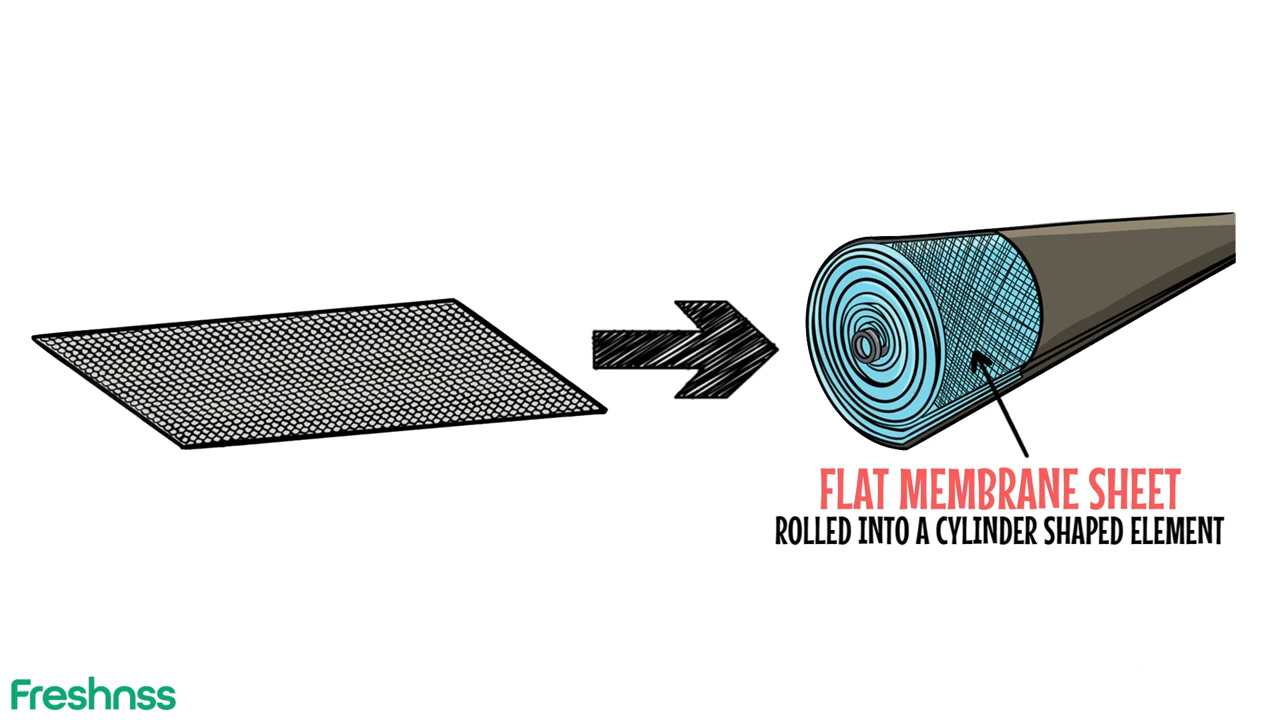 FLAT MEMBRANE SHEET
ROLLED INTO A CYLINDER SHAPED ELEMENT
Freshnss